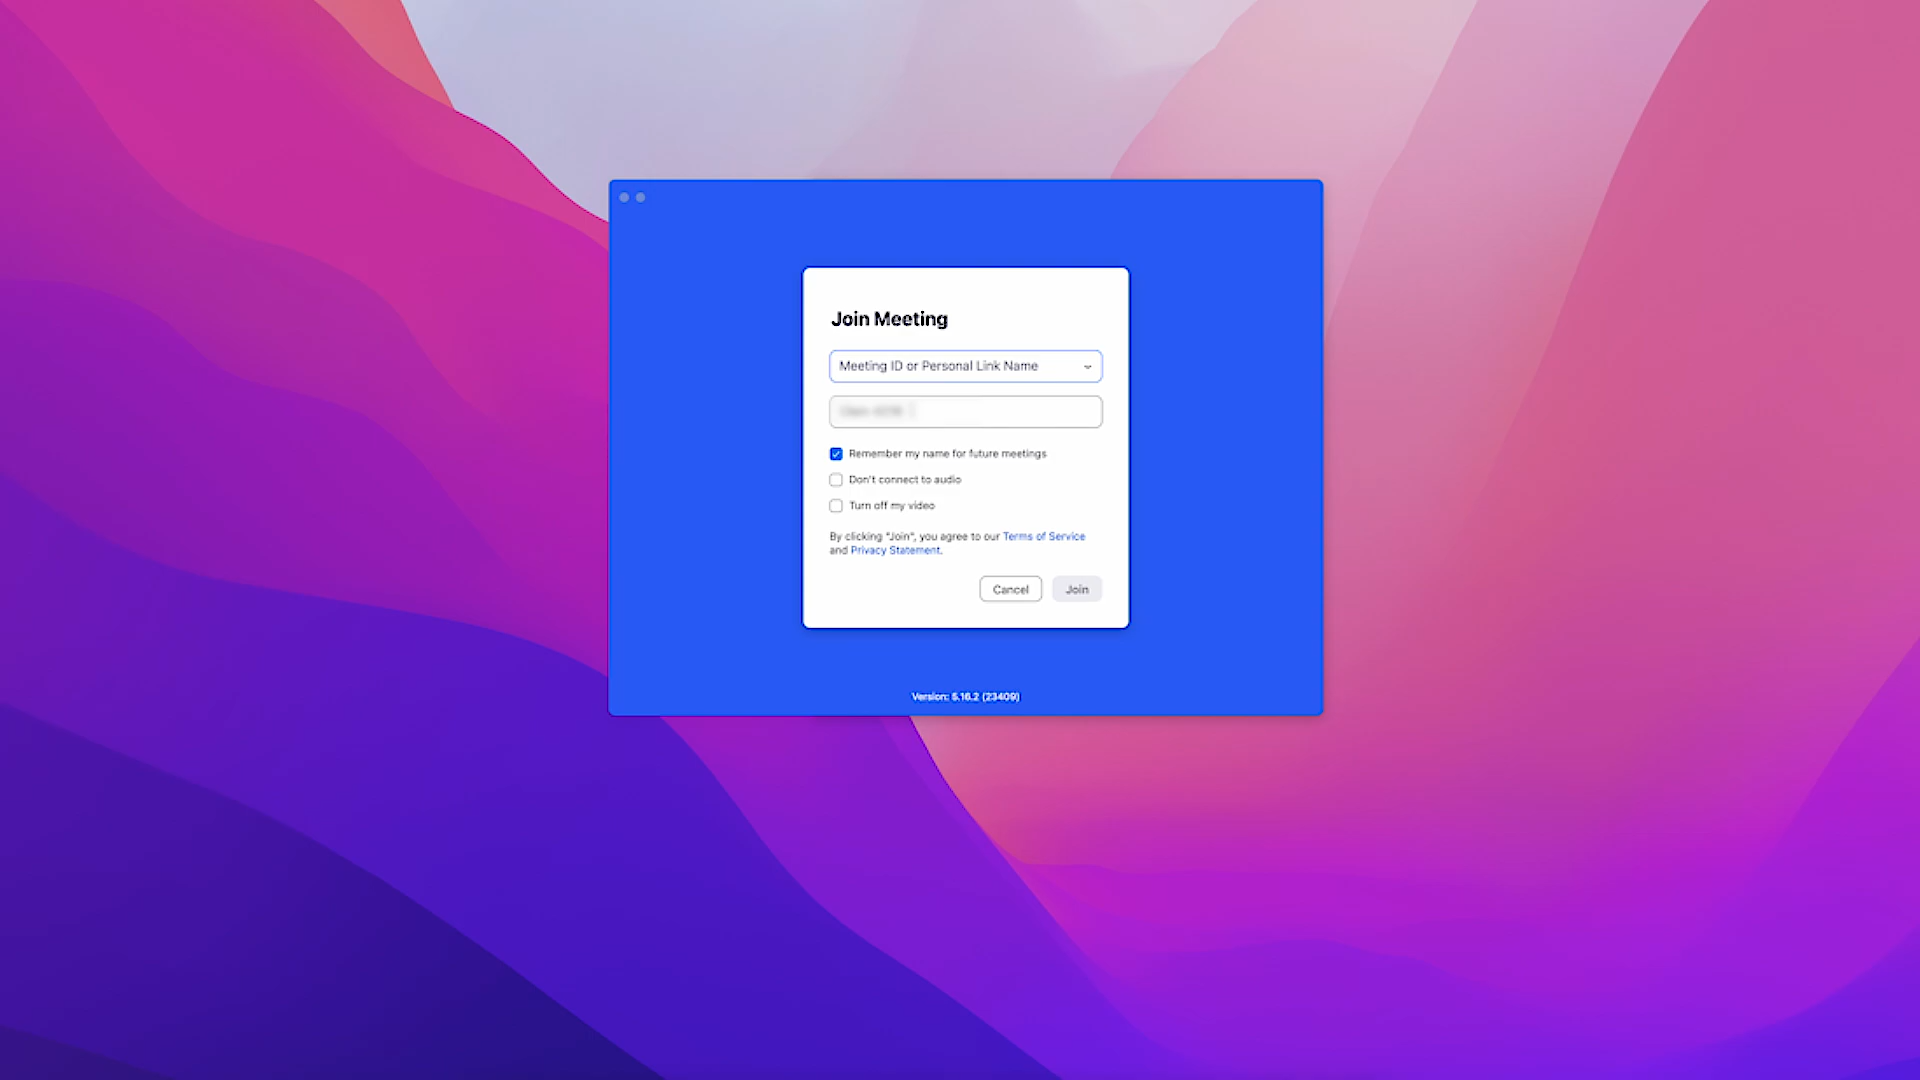 Join Meeting
Meeting ID or Personal Link Name
Remember my name for future meetings
Don't connect to audio
Turn off my video
By clicking "Join", you agree to our Terms of Service
and Privacy Statement.
Cancel
Join
Version: 5.16.2 (23409)